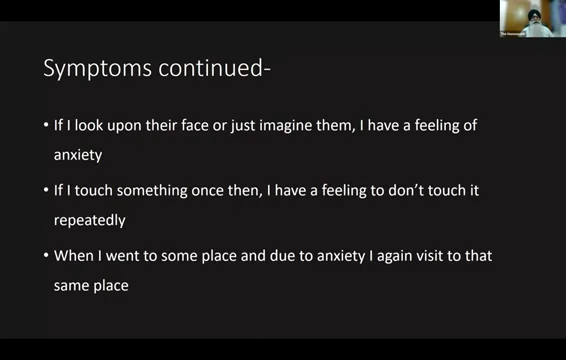 Symptoms continued-
• If I look upon their face or just imagine them, I have a feeling of
anxiety
• If I touch something once then, I have a feeling to don't touch it
repeatedly
• When I went to some place and due to anxiety I again visit to that
same place